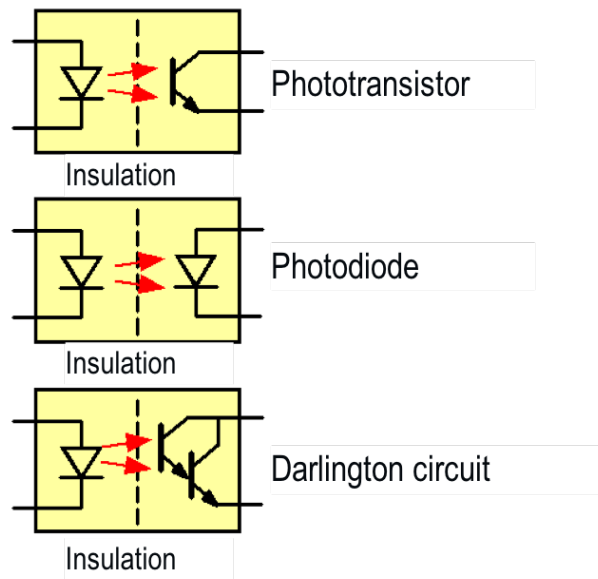 Phototransistor
Insulation
Photodiode
Insulation
Darlington circuit
Insulation